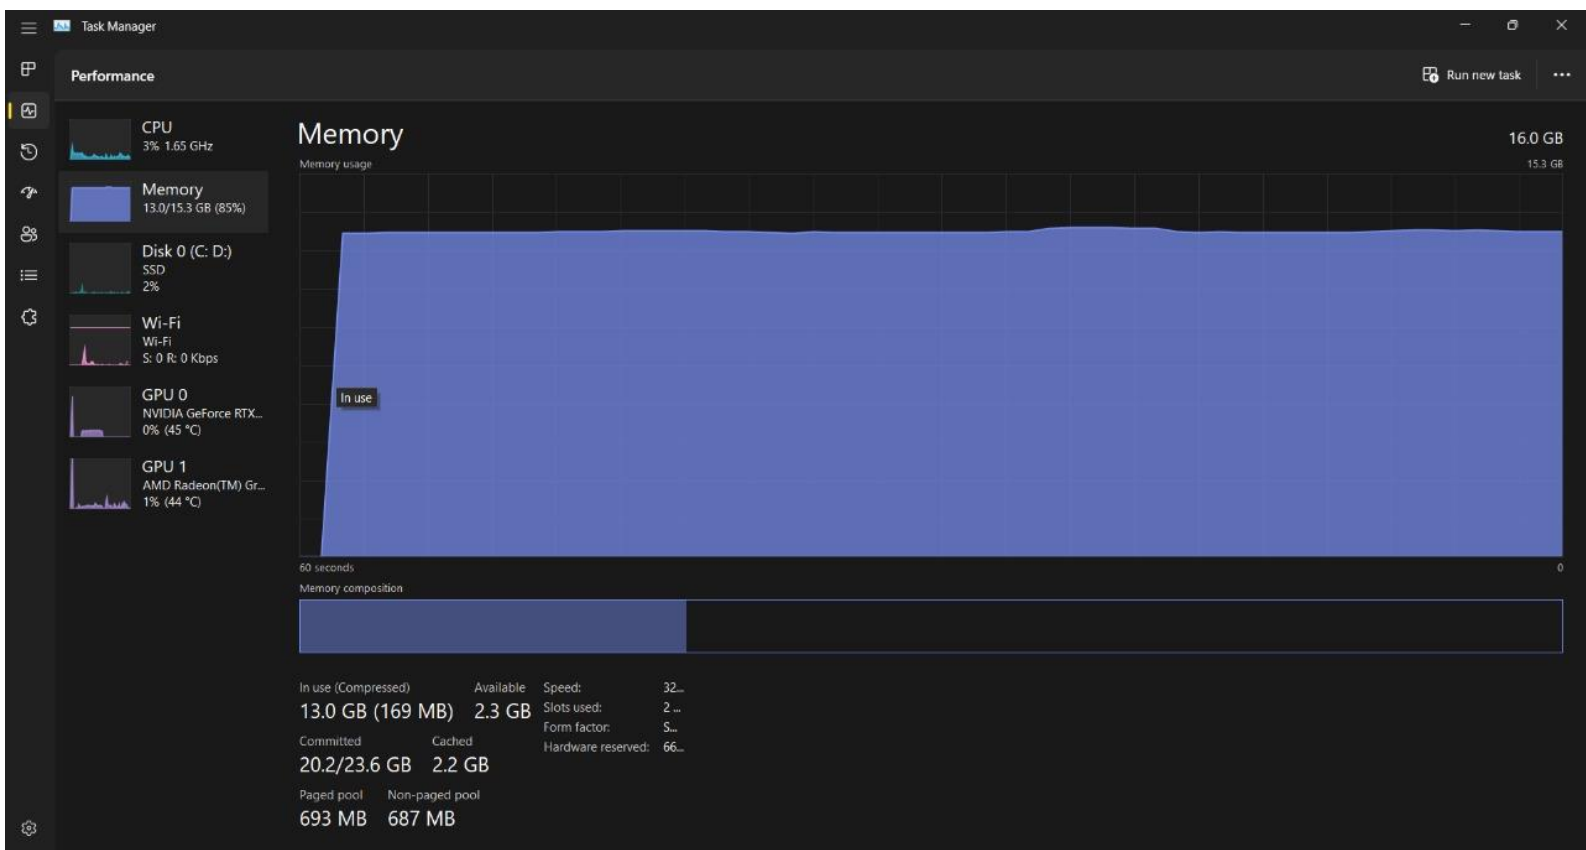 Task Manager
Performance
Run new task
CPU
3% 1.65 GHz
Memory
13.0/15.3 GB (85%)
Disk 0 (C: D:)
SSD
2%
Wi-Fi
Wi-Fi
S: 0 R: 0 Kbps
GPU 0
NVIDIA GeForce RTX...
0% (45 °C)
GPU 1
AMD Radeon(TM) Gr...
1% (44 °C)
Memory
16.0 GB
Memory usage
15.3 GB
In use
60 seconds
0
Memory composition
In use (Compressed)
13.0 GB (169 MB)
Available
2.3 GB
Committed
20.2/23.6 GB
Cached
2.2 GB
Paged pool
693 MB
Non-paged pool
687 MB
Speed: 32...
Slots used: 2 ...
Form factor: S...
Hardware reserved: 66...